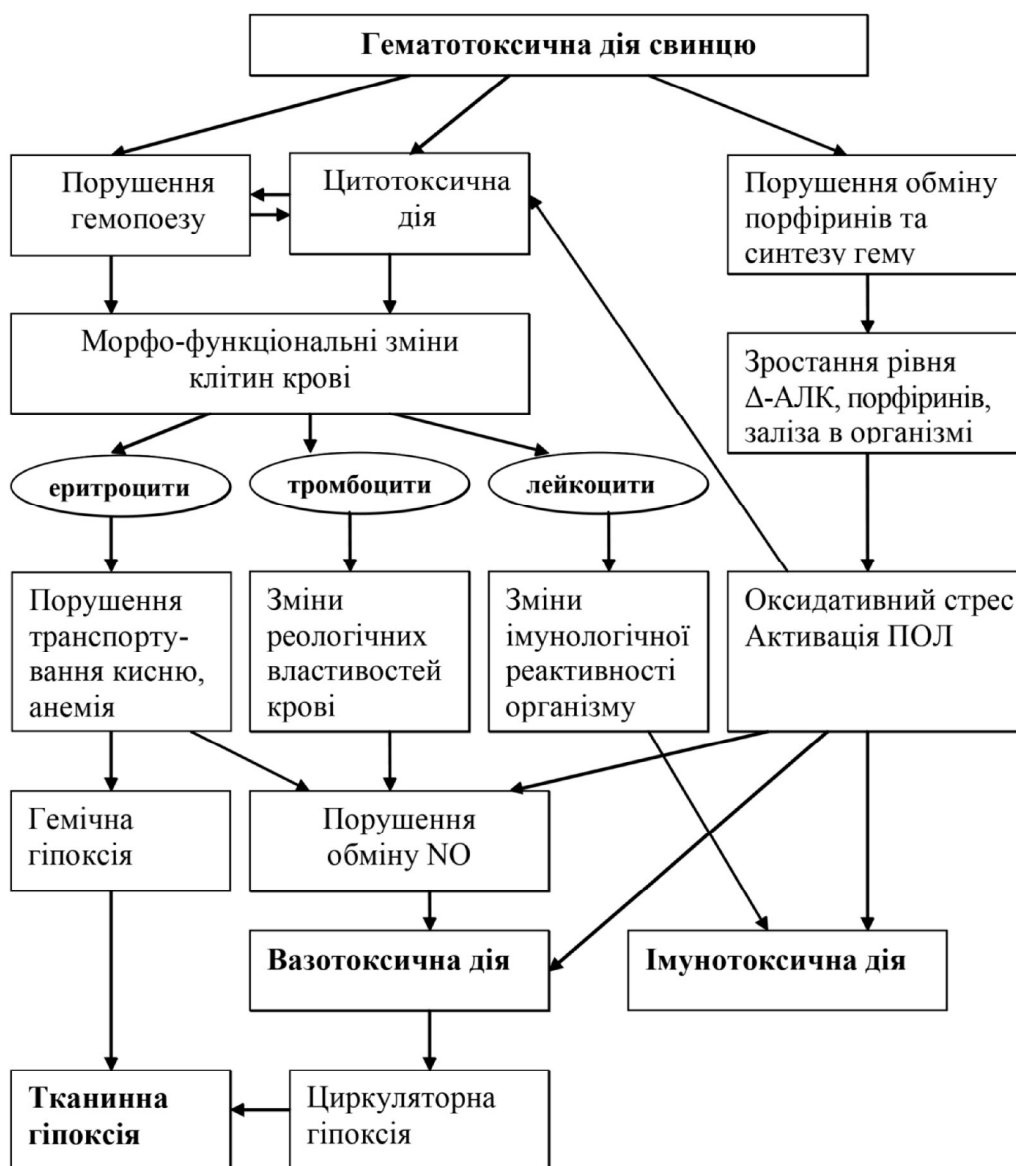 Гематотоксична дія свинцю
Порушення
гемопоезу
Цитотоксична
дія
Порушення обміну
порфіринів та
синтезу гему
Морфо-функціональні зміни
клітин крові
Зростання рівня
Δ-АЛК, порфіринів,
заліза в організмі
еритроцити
тромбоцити
лейкоцити
Порушення
транспорту-
вання кисню,
анемія
Зміни
реологічних
властивостей
крові
Зміни
імунологічної
реактивності
організму
Оксидативний стрес
Активація ПОЛ
Гемічна
гіпоксія
Порушення
обміну NO
Вазотоксична дія
Імунотоксична дія
Тканинна
гіпоксія
Циркуляторна
гіпоксія